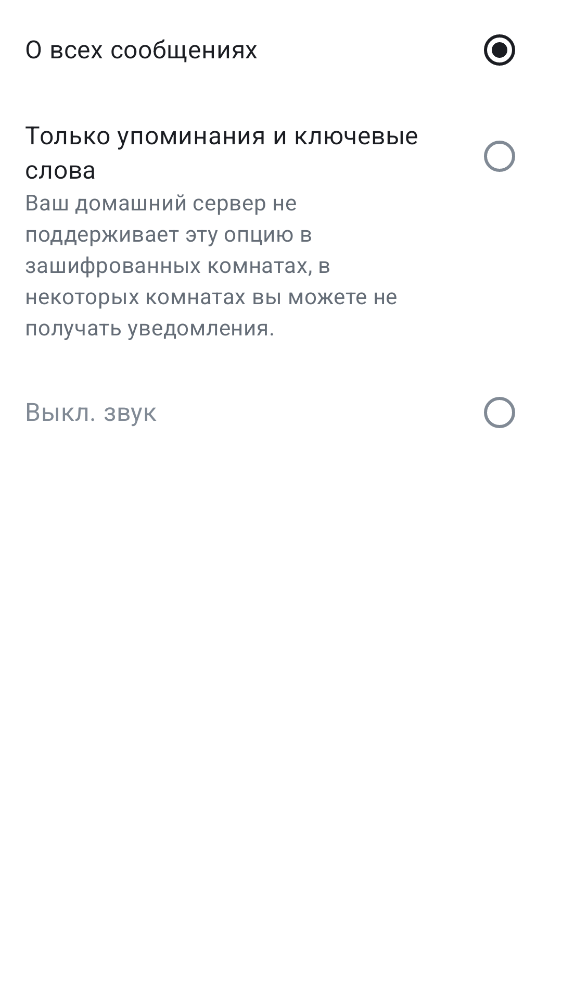 О всех сообщениях
Только упоминания и ключевые
слова
Ваш домашний сервер не
поддерживает эту опцию в
зашифрованных комнатах, в
некоторых комнатах вы можете не
получать уведомления.
Выкл. звук